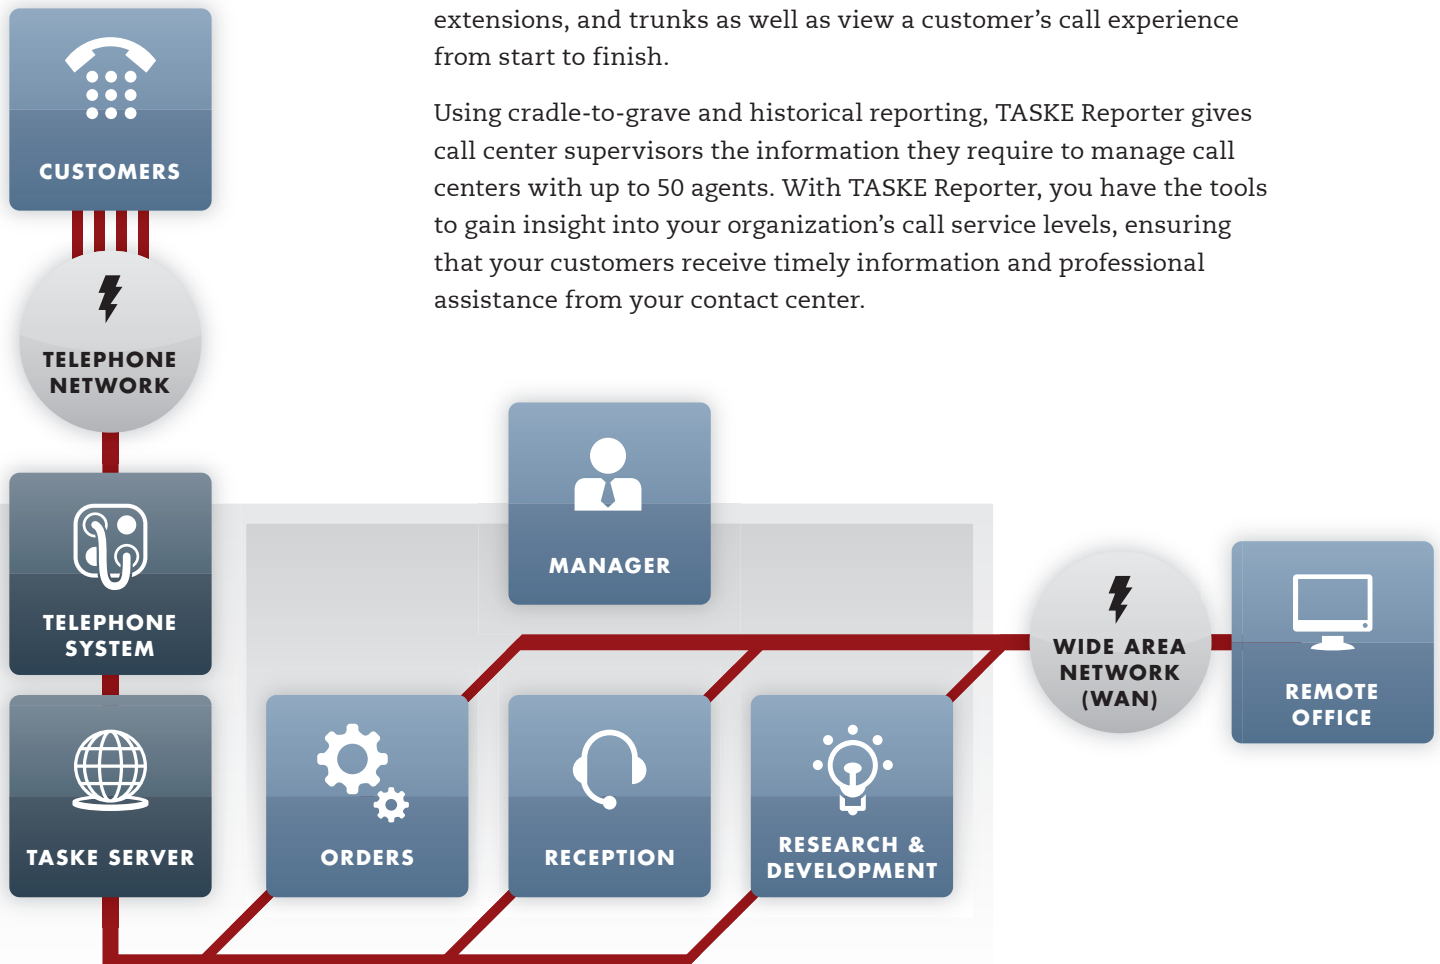 extensions, and trunks as well as view a customer’s call experience
from start to finish.
Using cradle-to-grave and historical reporting, TASKE Reporter gives
call center supervisors the information they require to manage call
centers with up to 50 agents. With TASKE Reporter, you have the tools
to gain insight into your organization’s call service levels, ensuring
that your customers receive timely information and professional
assistance from your contact center.
CUSTOMERS
TELEPHONE
NETWORK
TELEPHONE
SYSTEM
TASKE SERVER
MANAGER
ORDERS
RECEPTION
RESEARCH &
DEVELOPMENT
WIDE AREA
NETWORK
(WAN)
REMOTE
OFFICE